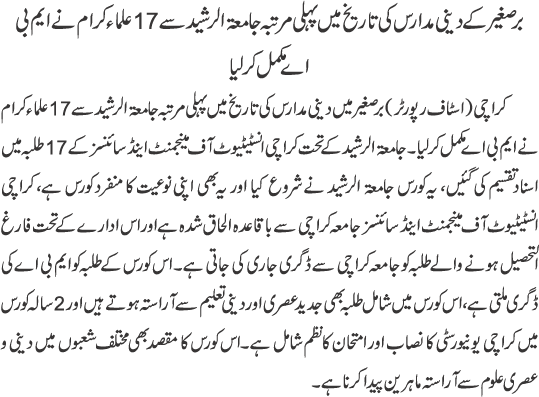 برصغیر کے دینی مدارس کی تاریخ میں پہلی مرتبہ جامعۃ الرشید سے 17 علماء کرام نے ایم بی
اے مکمل کر لیا
کراچی (اسٹاف رپورٹر) برصغیر میں دینی مدارس کی تاریخ میں پہلی مرتبہ جامعۃ الرشید سے 17 علماء کرام
نے ایم بی اے مکمل کر لیا۔ جامعۃ الرشید کے تحت کراچی انسٹیٹیوٹ آف مینجمنٹ اینڈ سائنسز کے 17 طلبہ میں
اسناد تقسیم کی گئیں، یہ کورس جامعۃ الرشید نے شروع کیا اور یہ بھی اپنی نوعیت کا منفرد کورس ہے، کراچی
انسٹیٹیوٹ آف مینجمنٹ اینڈ سائنسز جامعہ کراچی سے باقاعدہ الحاق شدہ ہے اور اس ادارے کے تحت فارغ
التحصیل ہونے والے طلبہ کو جامعہ کراچی سے ڈگری جاری کی جاتی ہے۔ اس کورس کے طلبہ کو ایم بی اے کی
ڈگری ملتی ہے، اس کورس میں شامل طلبہ بھی جدید عصری اور دینی تعلیم سے آراستہ ہوتے ہیں اور 2 سالہ کورس
میں کراچی یونیورسٹی کا نصاب اور امتحان کا نظم شامل ہے۔ اس کورس کا مقصد بھی مختلف شعبوں میں دینی و
عصری علوم سے آراستہ ماہرین پیدا کرنا ہے۔